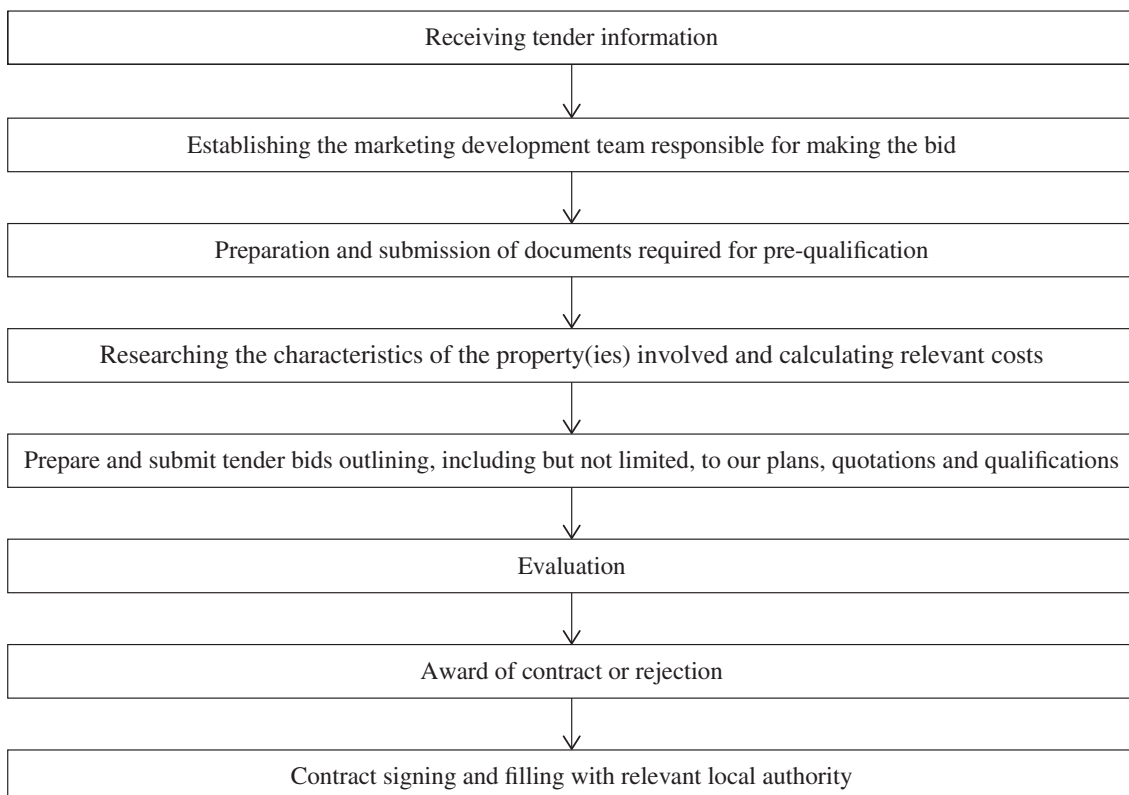 Receiving tender information
Establishing the marketing development team responsible for making the bid
Preparation and submission of documents required for pre-qualification
Researching the characteristics of the property(ies) involved and calculating relevant costs
Prepare and submit tender bids outlining, including but not limited, to our plans, quotations and qualifications
Evaluation
Award of contract or rejection
Contract signing and filling with relevant local authority